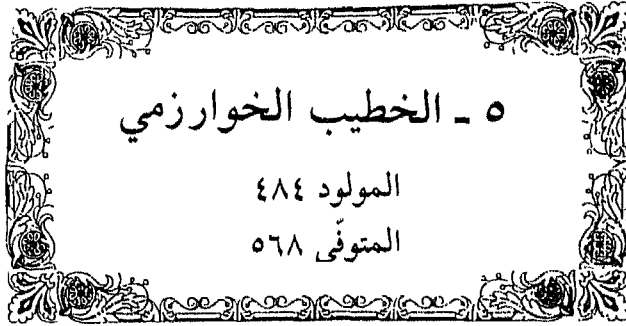 ٥ ـ الخطيب الخوارزمي
المولود ٤٨٤
المتوفّى ٥٦٨